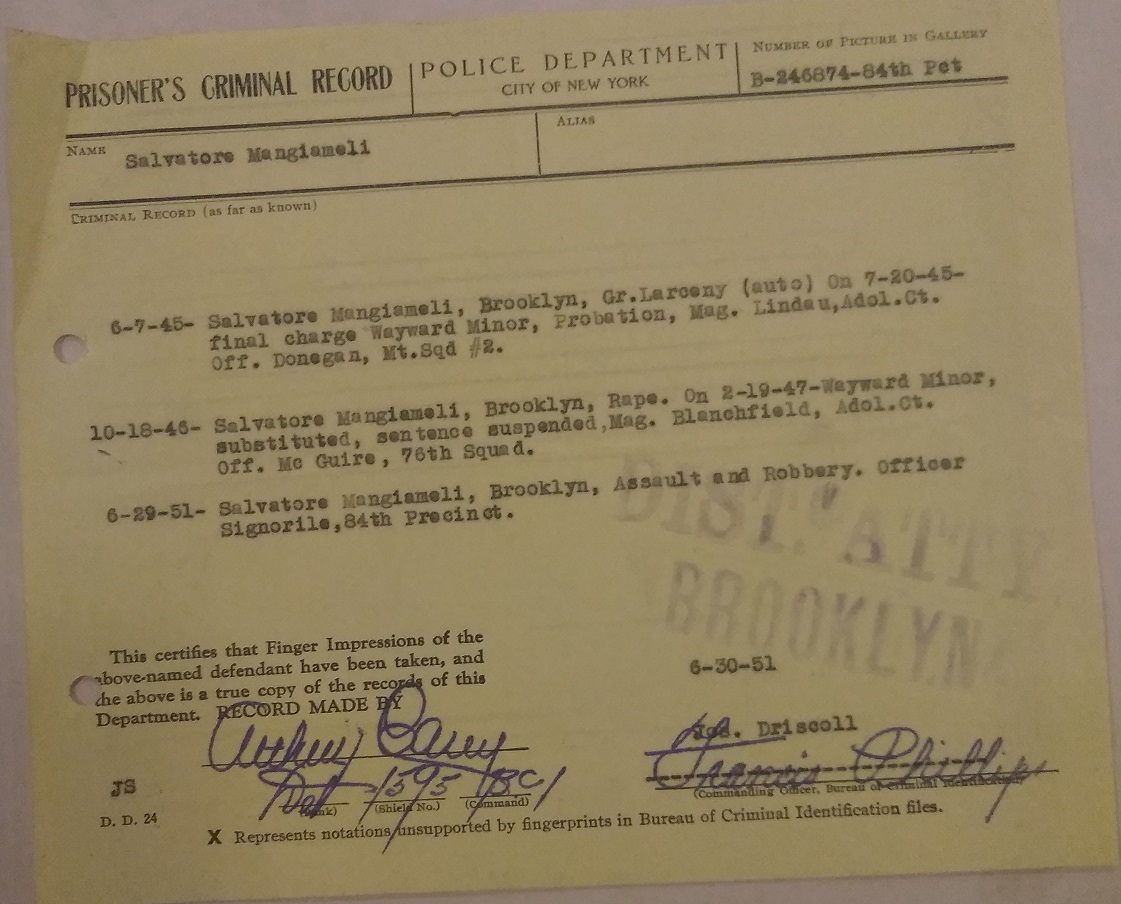 PRISONER'S CRIMINAL RECORD
POLICE DEPARTMENT
CITY OF NEW YORK
NUMBER OF PICTURE IN GALLERY
B-246874-84th Pct
NAME Salvatore Mangiameli
ALIAS
CRIMINAL RECORD (as far as known)
6-7-45- Salvatore Mangiameli, Brooklyn, Gr.Larceny (auto) On 7-20-45-
final charge Wayward Minor, Probation, Mag. Lindau,Adol.Ct.
Off. Donegan, Mt.Sqd #2.
10-18-46- Salvatore Mangiameli, Brooklyn, Rape. On 2-19-47-Wayward Minor,
substituted, sentence suspended,Mag. Blanchfield, Adol.Ct.
Off. Mc Guire, 76th Squad.
6-29-51- Salvatore Mangiameli, Brooklyn, Assault and Robbery. Officer
Signorile,84th Precinct.
DIST. ATTY
BROOKLYN
This certifies that Finger Impressions of the
above-named defendant have been taken, and
the above is a true copy of the records of this
Department. RECORD MADE BY
6-30-51
Driscoll
Francis Phillips
(Commanding Officer, Bureau of Criminal Identification)
Det 1595 BCI
(Rank) (Shield No.) (Command)
JS
D. D. 24
X Represents notations unsupported by fingerprints in Bureau of Criminal Identification files.